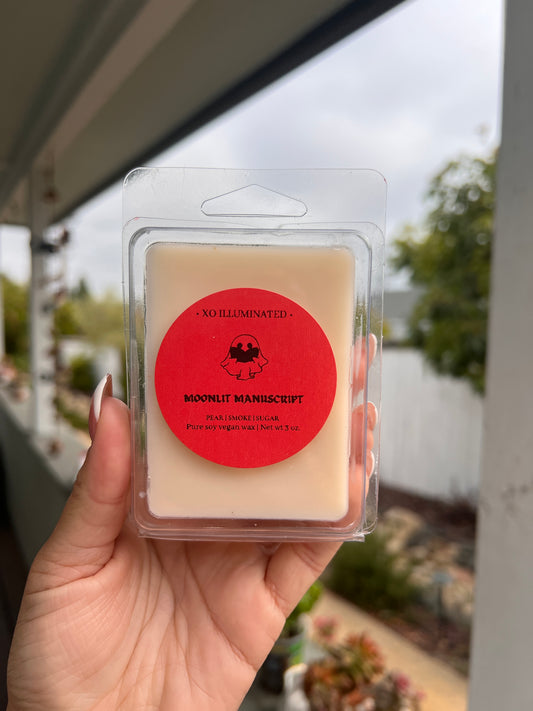 · XO ILLUMINATED ·
MOONLIT MANUSCRIPT
PEAR | SMOKE | SUGAR
Pure soy vegan wax | Net wt 3 oz.